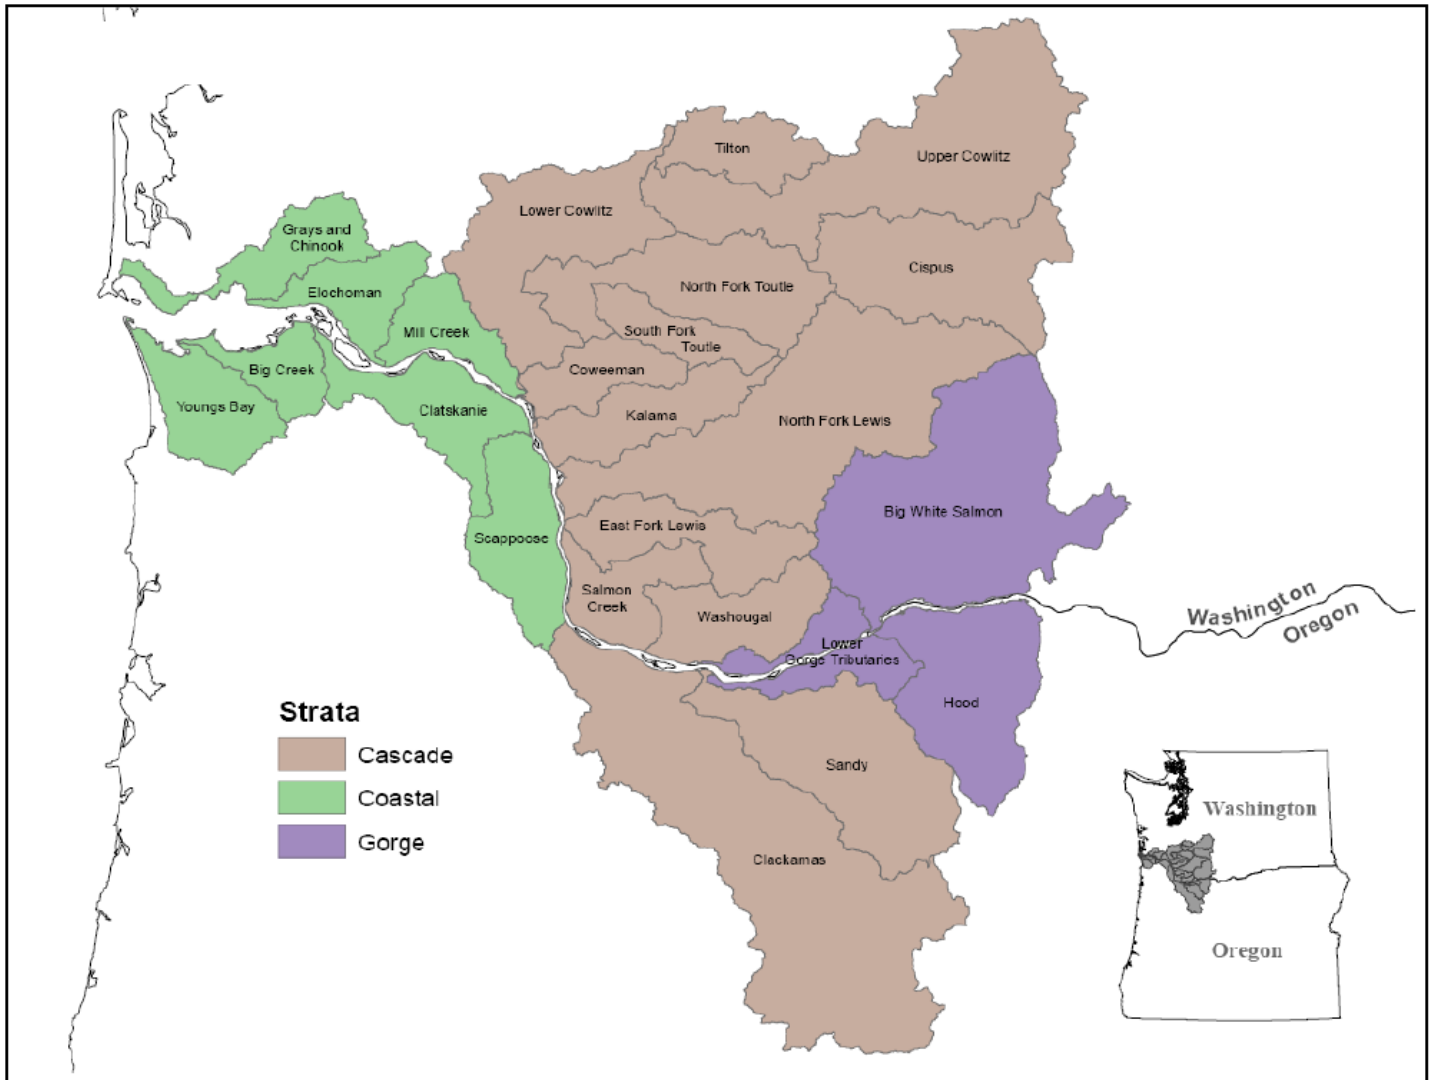 Tilton
Upper Cowlitz
Lower Cowlitz
Grays and
Chinook
Cispus
North Fork Toutle
Elochoman
South Fork
Toutle
Mill Creek
Big Creek
Coweeman
Youngs Bay
Clatskanie
Kalama
North Fork Lewis
Big White Salmon
East Fork Lewis
Scappoose
Salmon
Creek
Washougal
Washington
Oregon
Lower
Gorge Tributaries
Hood
Strata
Cascade
Coastal
Gorge
Sandy
Clackamas
Washington
Oregon